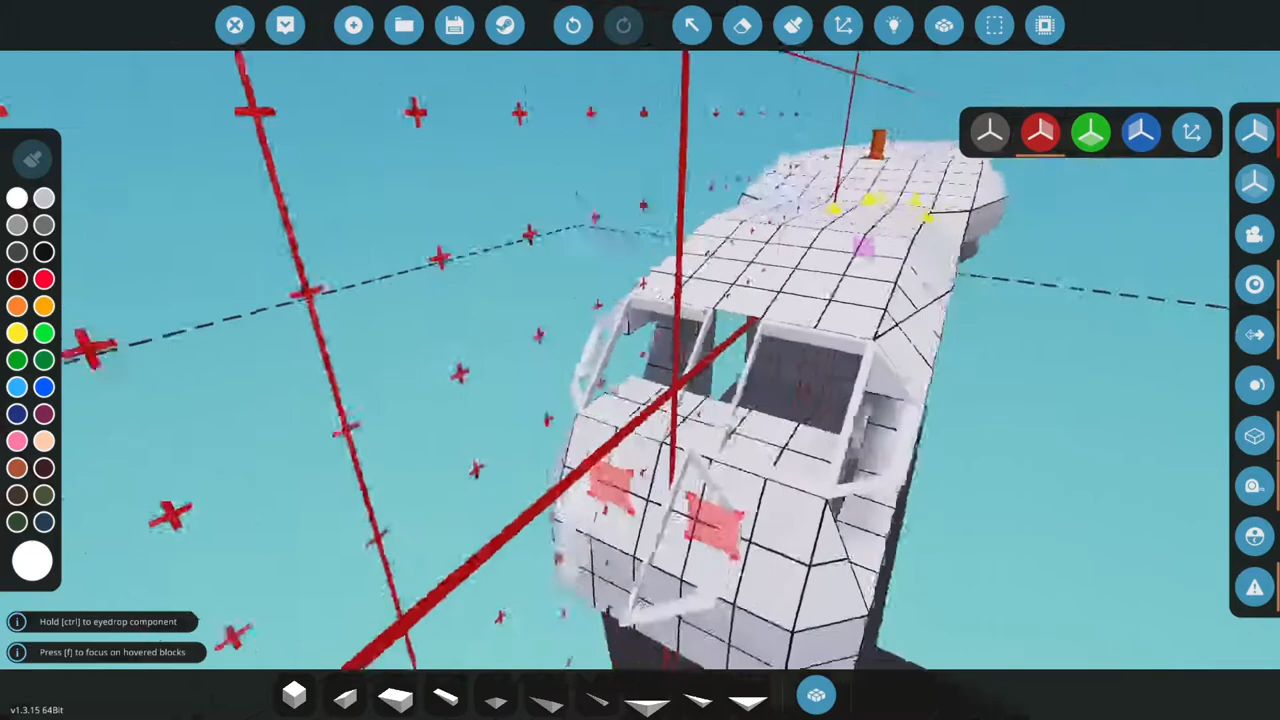 Hold [ctrl] to eyedrop component
Press [f] to focus on hovered blocks
v1.3.15 64Bit